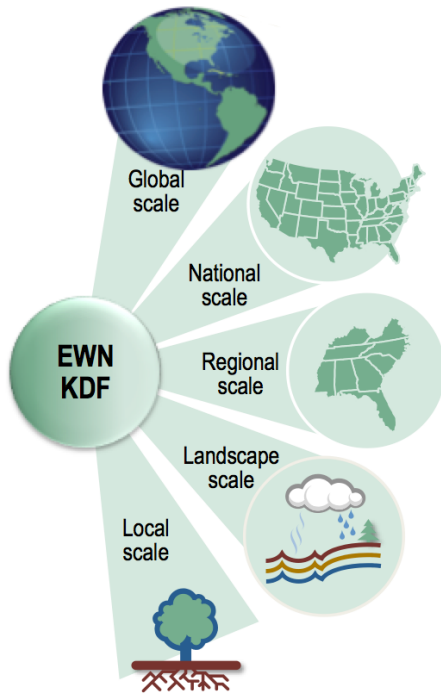 Global
scale
National
scale
EWN
KDF
Regional
scale
Landscape
scale
Local
scale